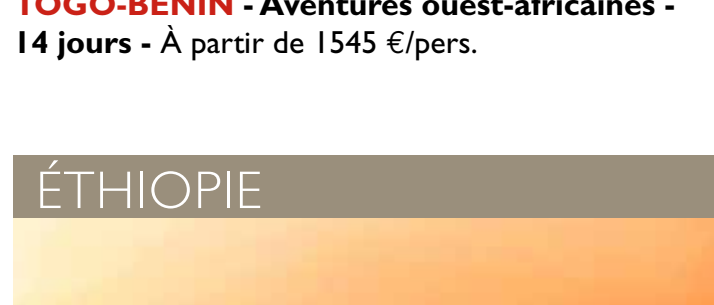 TOGO-BENIN - Aventures ouest-africaines -
14 jours - À partir de 1545 €/pers.
ÉTHIOPIE